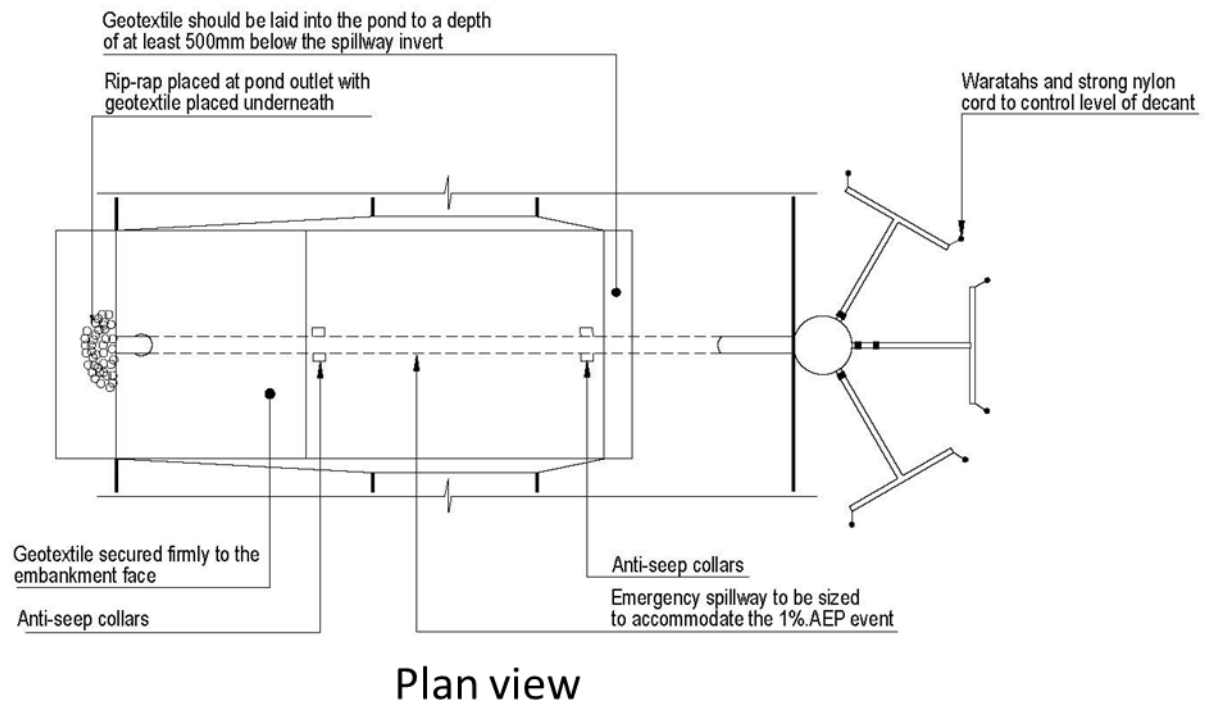 Geotextile should be laid into the pond to a depth
of at least 500mm below the spillway invert
Rip-rap placed at pond outlet with
geotextile placed underneath
Waratahs and strong nylon
cord to control level of decant
Geotextile secured firmly to the
embankment face
Anti-seep collars
Anti-seep collars
Emergency spillway to be sized
to accommodate the 1%.AEP event
Plan view